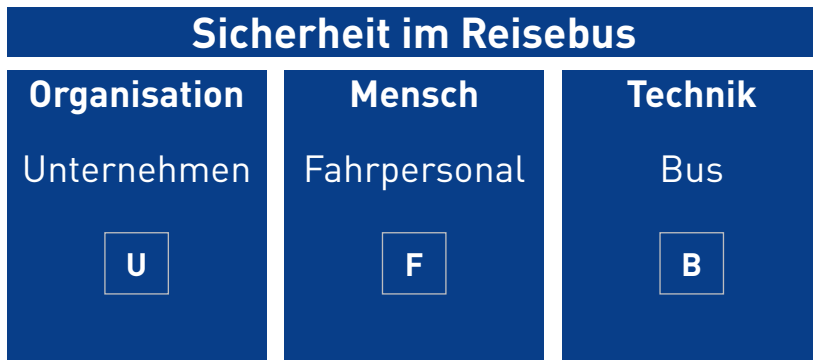 Sicherheit im Reisebus
Organisation
Unternehmen
U
Mensch
Fahrpersonal
F
Technik
Bus
B